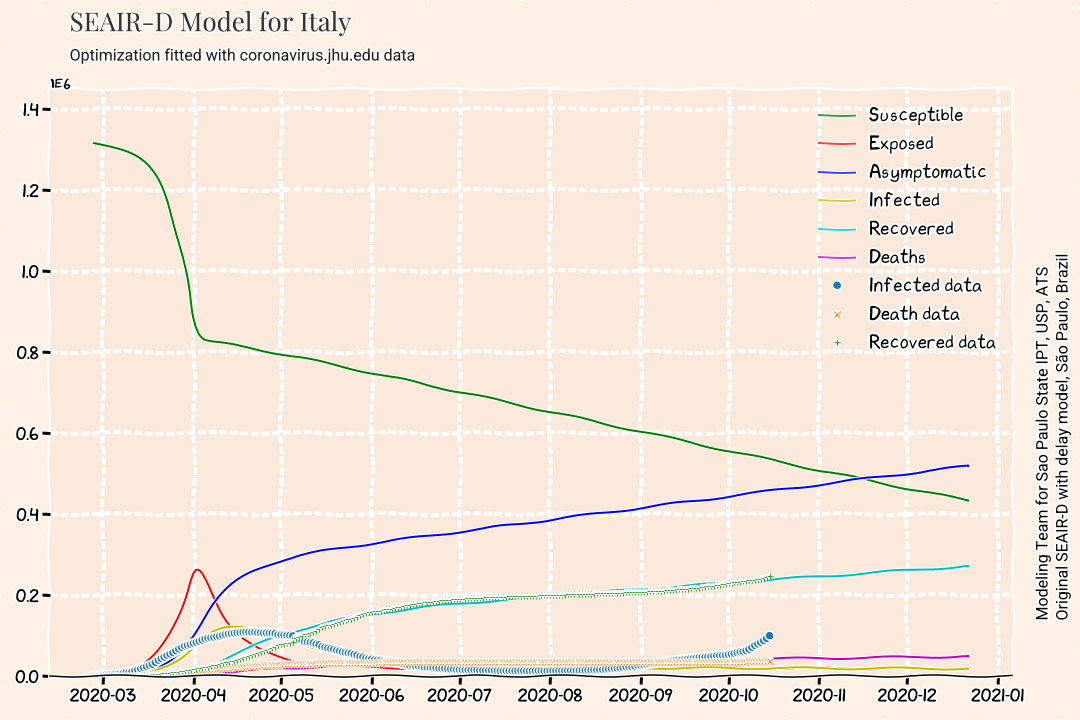 SEAIR-D Model for Italy
Optimization fitted with coronavirus.jhu.edu data
1E6
1.4
1.2
1.0
0.8
0.6
0.4
0.2
0.0
2020-03 2020-04 2020-05 2020-06 2020-07 2020-08 2020-09 2020-10 2020-11 2020-12 2021-01
Susceptible
Exposed
Asymptomatic
Infected
Recovered
Deaths
Infected data
Death data
Recovered data
Modeling Team for Sao Paulo State IPT, USP, ATS
Original SEAIR-D with delay model, São Paulo, Brazil